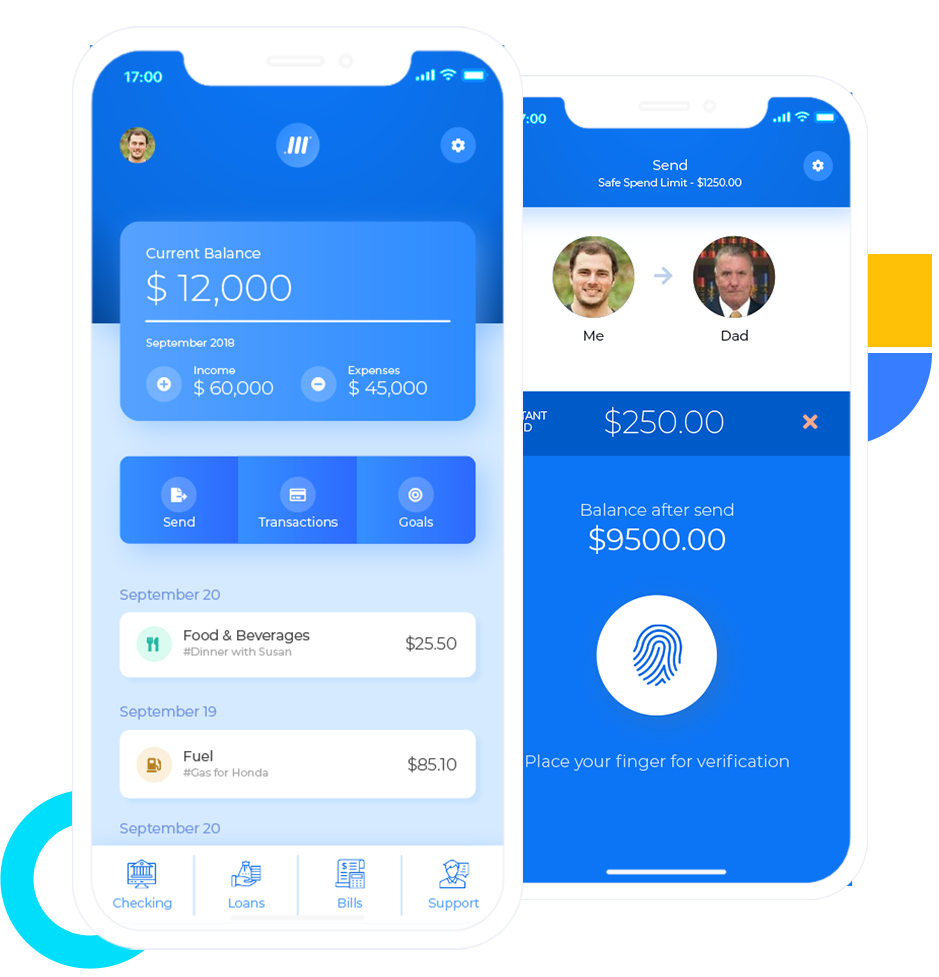 17:00
Current Balance
$ 12,000
September 2018
Income
$ 60,000
Expenses
$ 45,000
Send
Transactions
Goals
September 20
Food & Beverages
#Dinner with Susan
$25.50
September 19
Fuel
#Gas for Honda
$85.10
September 20
Checking
Loans
Bills
Support
:00
Send
Safe Spend Limit - $1250.00
Me
Dad
$250.00
Balance after send
$9500.00
Place your finger for verification